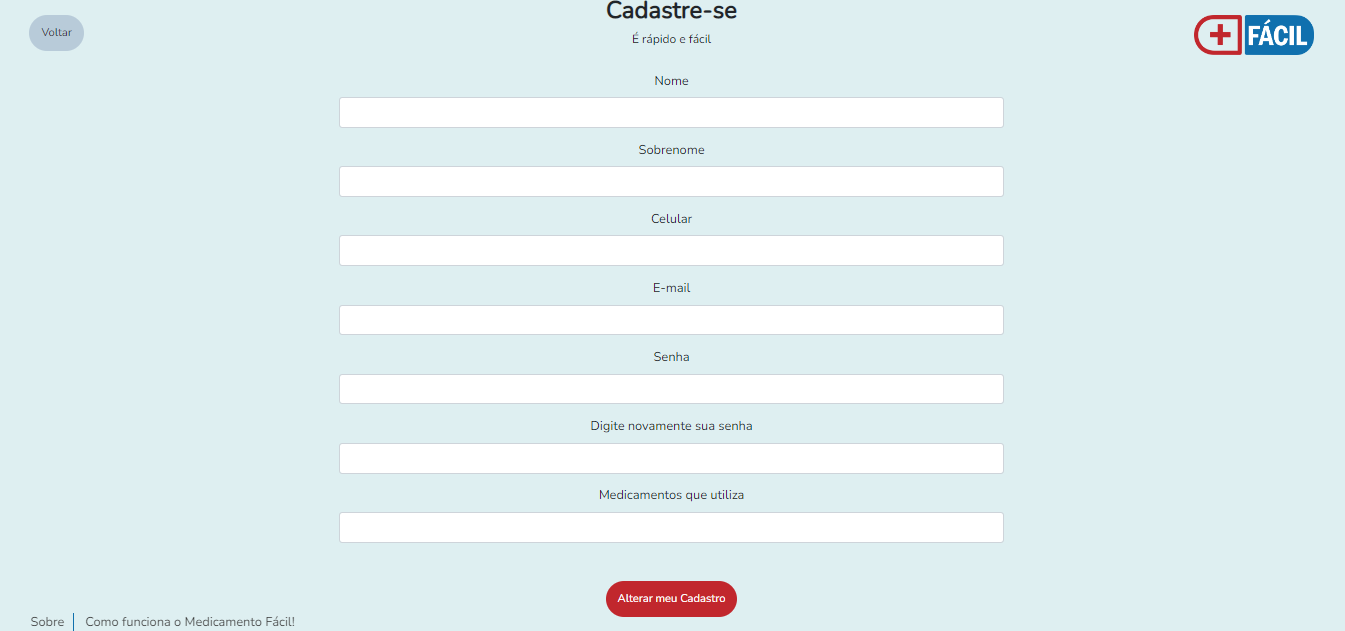 Cadastre-se
Voltar
É rápido e fácil
FÁCIL
Nome
Sobrenome
Celular
E-mail
Senha
Digite novamente sua senha
Medicamentos que utiliza
Alterar meu Cadastro
Sobre
Como funciona o Medicamento Fácil!